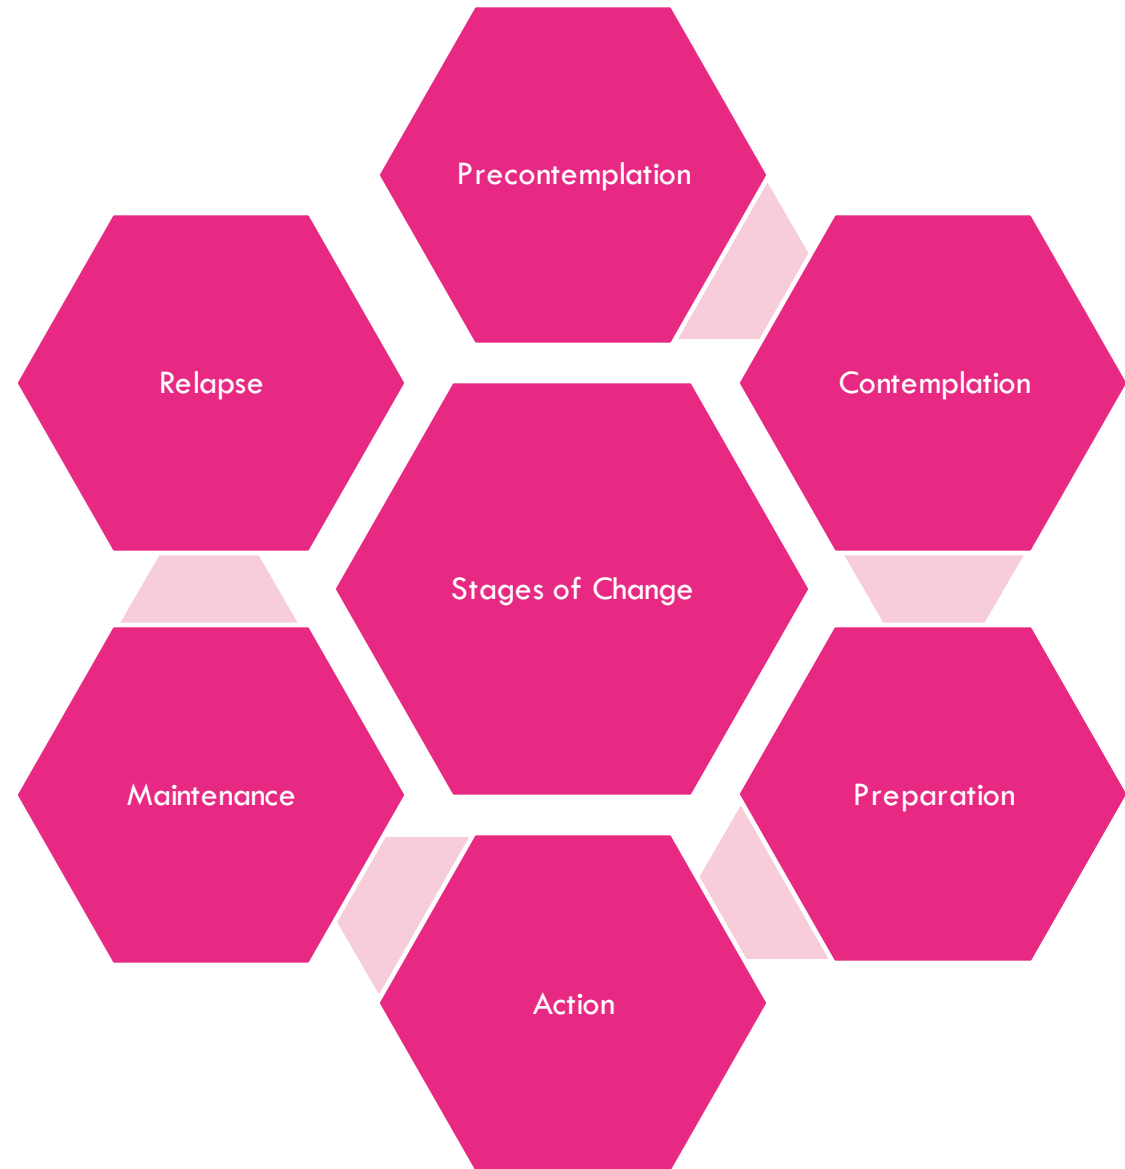 Precontemplation
Contemplation
Preparation
Action
Maintenance
Relapse
Stages of Change